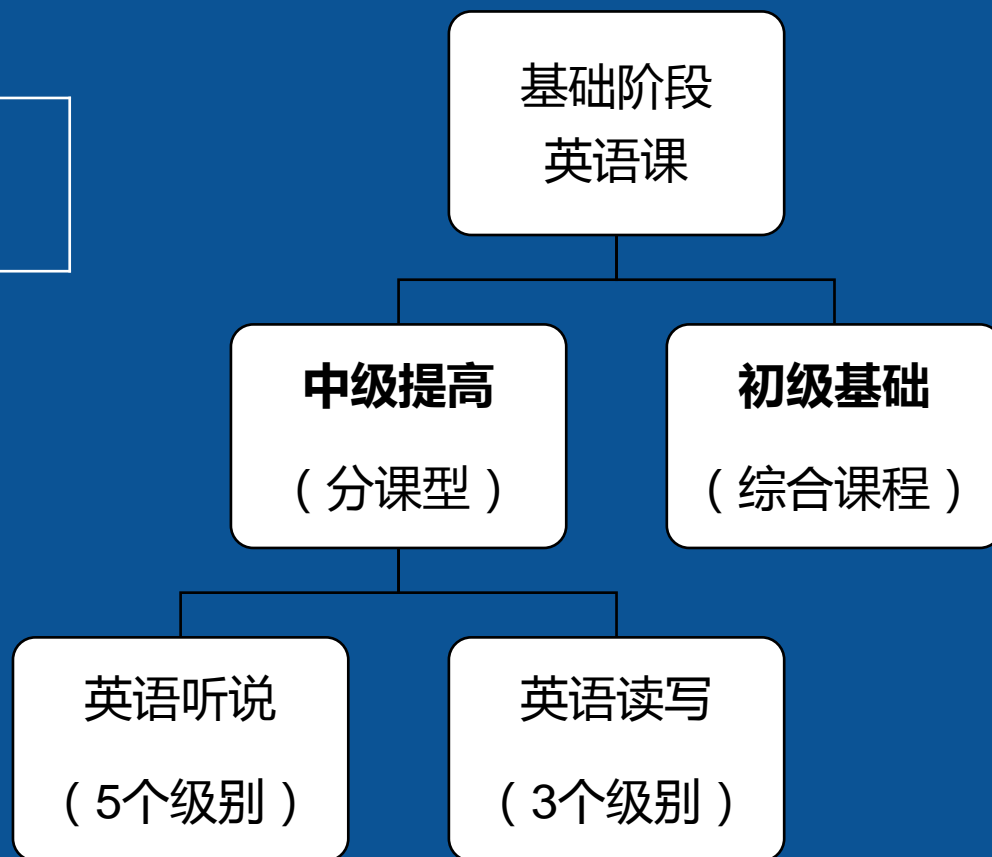 基础阶段
英语课
中级提高
（分课型）
初级基础
（综合课程）
英语听说
（5个级别）
英语读写
（3个级别）